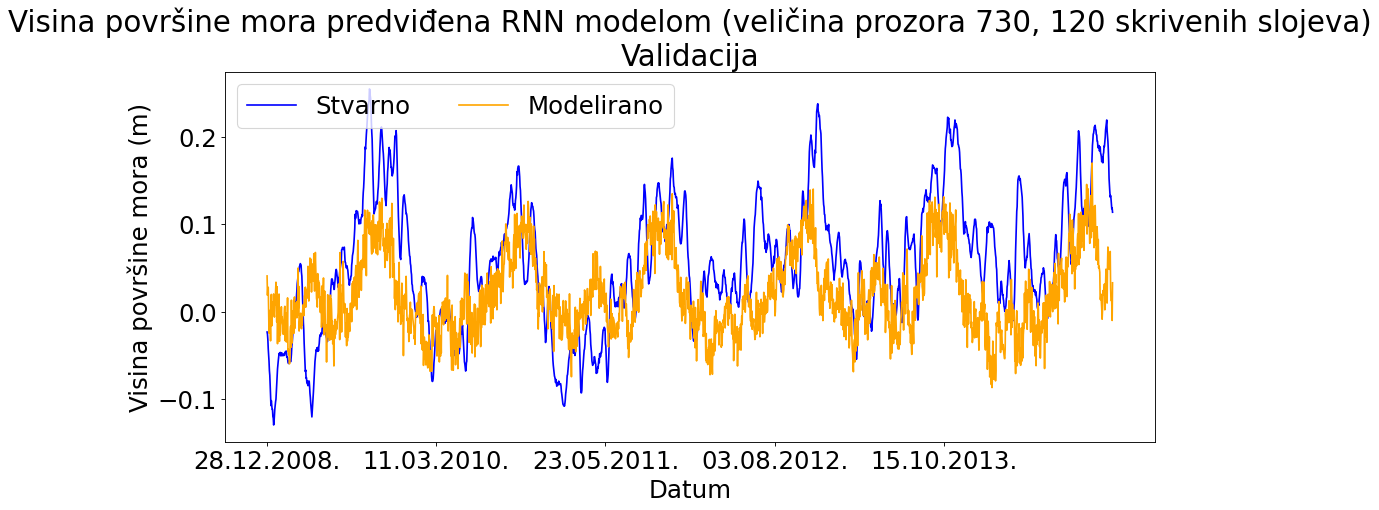 Visina površine mora predviđena RNN modelom (veličina prozora 730, 120 skrivenih slojeva)
Validacija
Stvarno Modelirano
Visina površine mora (m)
0.2
0.1
0.0
−0.1
28.12.2008. 11.03.2010. 23.05.2011. 03.08.2012. 15.10.2013.
Datum